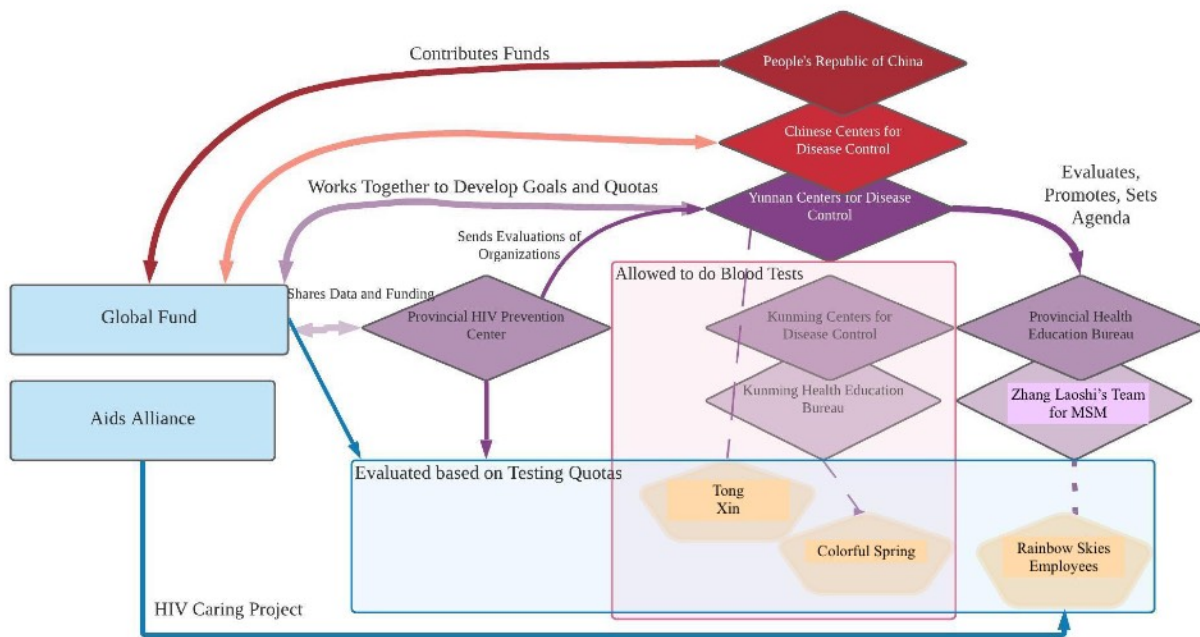 Contributes Funds
People's Republic of China
Chinese Centers for
Disease Control
Works Together to Develop Goals and Quotas
Yunnan Centers for Disease
Control
Evaluates,
Promotes, Sets
Agenda
Sends Evaluations of
Organizations
Allowed to do Blood Tests
Shares Data and Funding
Global Fund
Provincial HIV Prevention
Center
Kunming Centers for
Disease Control
Provincial Health
Education Bureau
Kunming Health Education
Bureau
Zhang Laoshi's Team
for MSM
Aids Alliance
Evaluated based on Testing Quotas
Tong
Xin
Colorful Spring
Rainbow Skies
Employees
HIV Caring Project